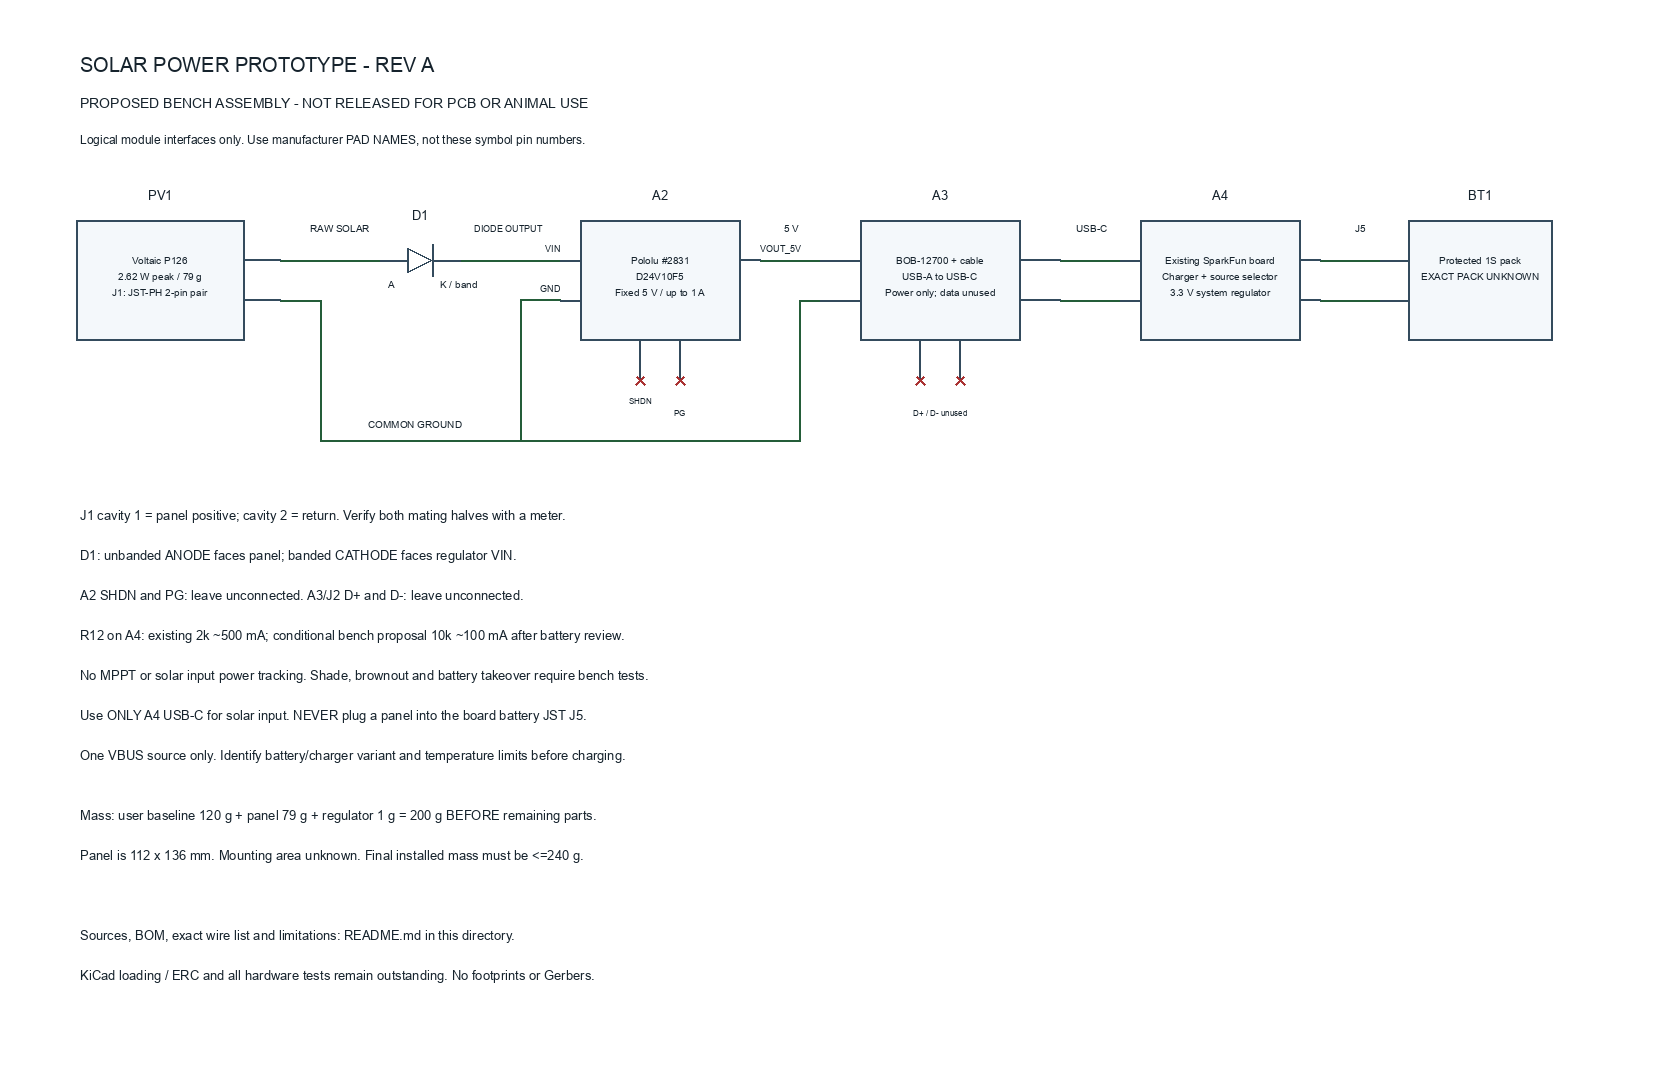 SOLAR POWER PROTOTYPE - REV A
PROPOSED BENCH ASSEMBLY - NOT RELEASED FOR PCB OR ANIMAL USE
Logical module interfaces only. Use manufacturer PAD NAMES, not these symbol pin numbers.
PV1
Voltaic P126
2.62 W peak / 79 g
J1: JST-PH 2-pin pair
RAW SOLAR
D1
A
K / band
DIODE OUTPUT
VIN
GND
A2
Pololu #2831
D24V10F5
Fixed 5 V / up to 1 A
SHDN
PG
5 V
VOUT_5V
A3
BOB-12700 + cable
USB-A to USB-C
Power only; data unused
D+ / D- unused
USB-C
A4
Existing SparkFun board
Charger + source selector
3.3 V system regulator
J5
BT1
Protected 1S pack
EXACT PACK UNKNOWN
COMMON GROUND
J1 cavity 1 = panel positive; cavity 2 = return. Verify both mating halves with a meter.
D1: unbanded ANODE faces panel; banded CATHODE faces regulator VIN.
A2 SHDN and PG: leave unconnected. A3/J2 D+ and D-: leave unconnected.
R12 on A4: existing 2k ~500 mA; conditional bench proposal 10k ~100 mA after battery review.
No MPPT or solar input power tracking. Shade, brownout and battery takeover require bench tests.
Use ONLY A4 USB-C for solar input. NEVER plug a panel into the board battery JST J5.
One VBUS source only. Identify battery/charger variant and temperature limits before charging.
Mass: user baseline 120 g + panel 79 g + regulator 1 g = 200 g BEFORE remaining parts.
Panel is 112 x 136 mm. Mounting area unknown. Final installed mass must be <=240 g.
Sources, BOM, exact wire list and limitations: README.md in this directory.
KiCad loading / ERC and all hardware tests remain outstanding. No footprints or Gerbers.